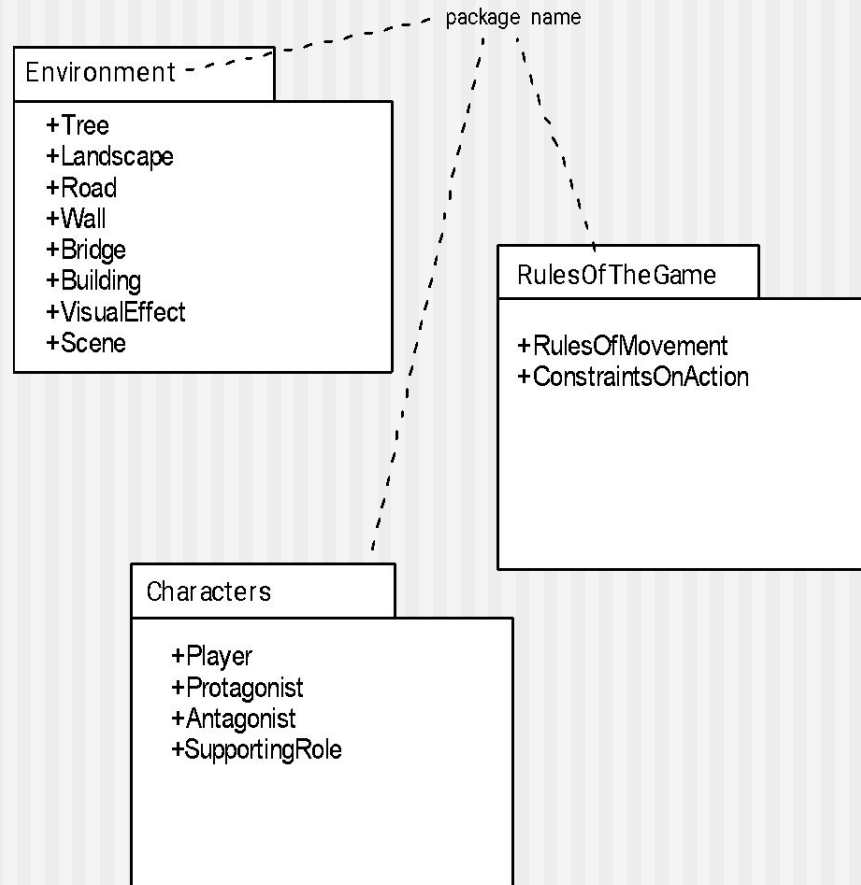 package name
Environment
+Tree
+Landscape
+Road
+Wall
+Bridge
+Building
+VisualEffect
+Scene
RulesOfTheGame
+RulesOfMovement
+ConstraintsOnAction
Characters
+Player
+Protagonist
+Antagonist
+SupportingRole